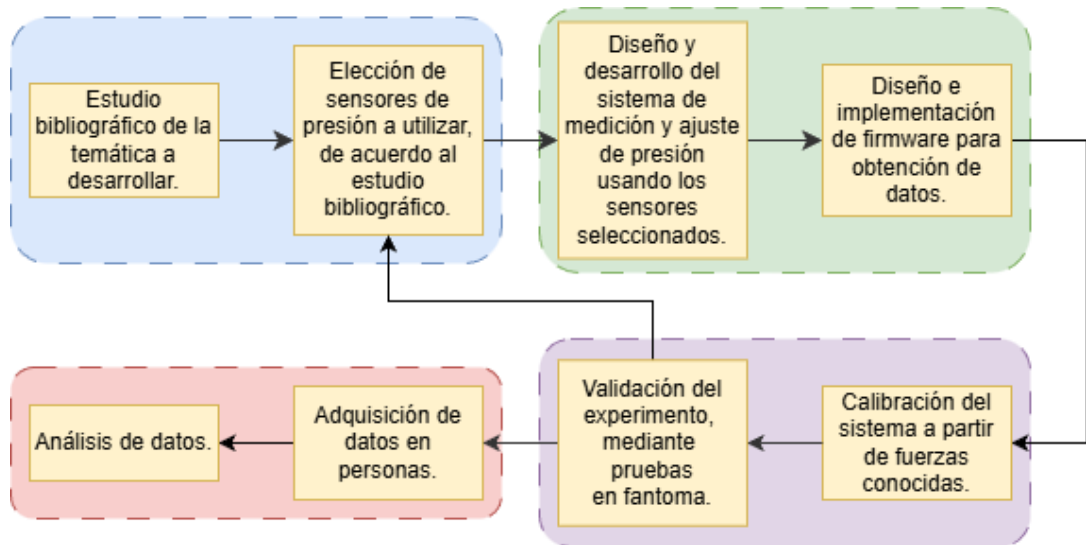 Estudio
bibliográfico de la
temática a
desarrollar.
Elección de
sensores de
presión a utilizar,
de acuerdo al
estudio
bibliográfico.
Diseño y
desarrollo del
sistema de
medición y ajuste
de presión
usando los
sensores
seleccionados.
Diseño e
implementación
de firmware para
obtención de
datos.
Calibración del
sistema a partir
de fuerzas
conocidas.
Validación del
experimento,
mediante
pruebas
en fantoma.
Adquisición de
datos en
personas.
Análisis de datos.